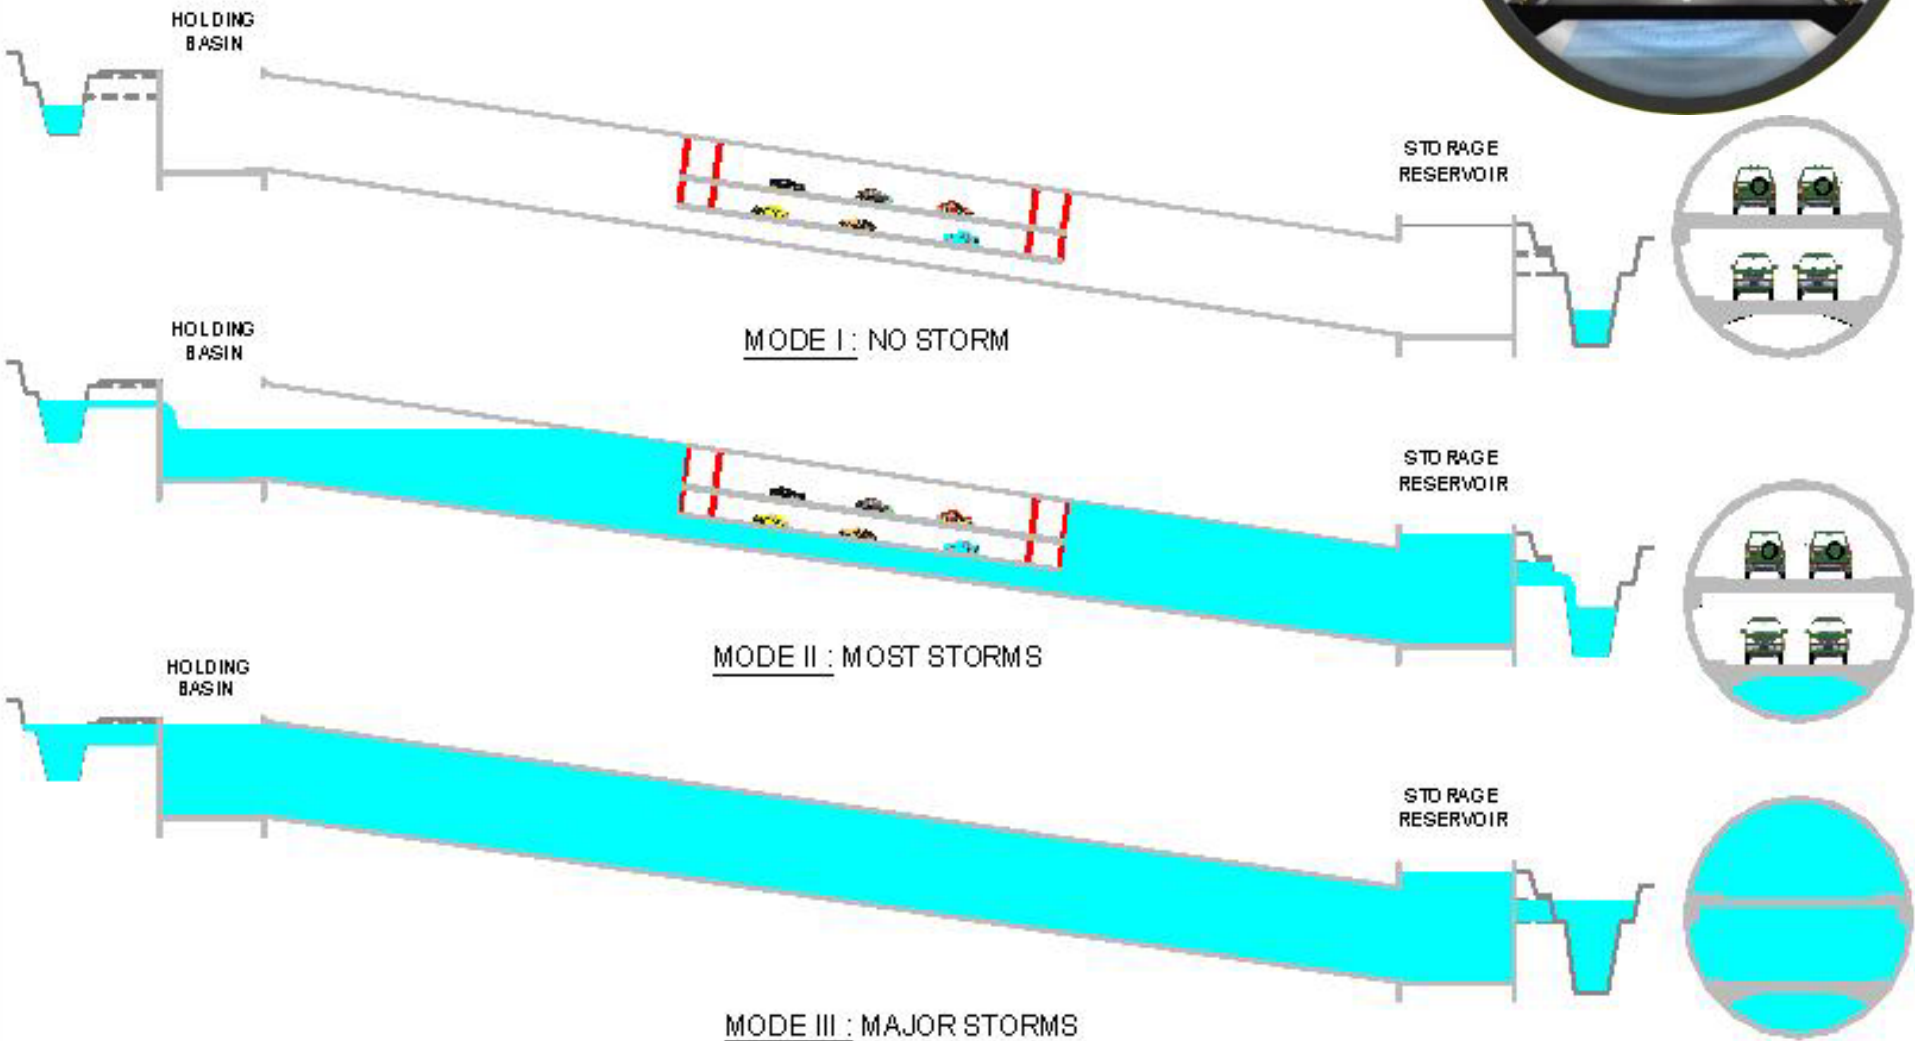 HOLDING
BASIN
STORAGE
RESERVOIR
MODE I : NO STORM
HOLDING
BASIN
STORAGE
RESERVOIR
MODE II : MOST STORMS
HOLDING
BASIN
STORAGE
RESERVOIR
MODE III : MAJOR STORMS